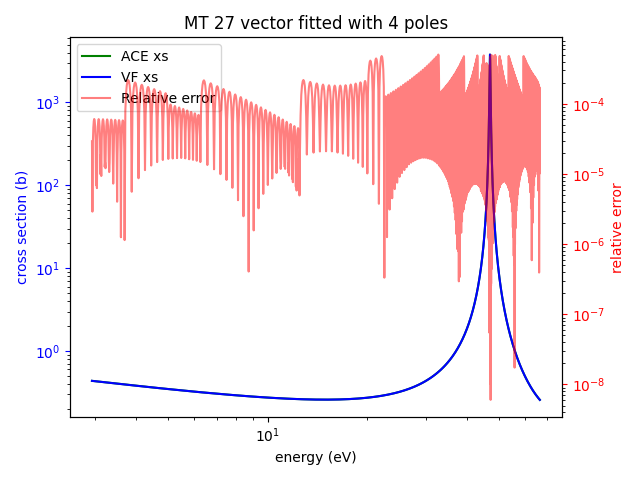 MT 27 vector fitted with 4 poles
ACE xs
VF xs
Relative error
10³
10²
10¹
10⁰
cross section (b)
10⁻⁴
10⁻⁵
10⁻⁶
10⁻⁷
10⁻⁸
relative error
10¹
energy (eV)